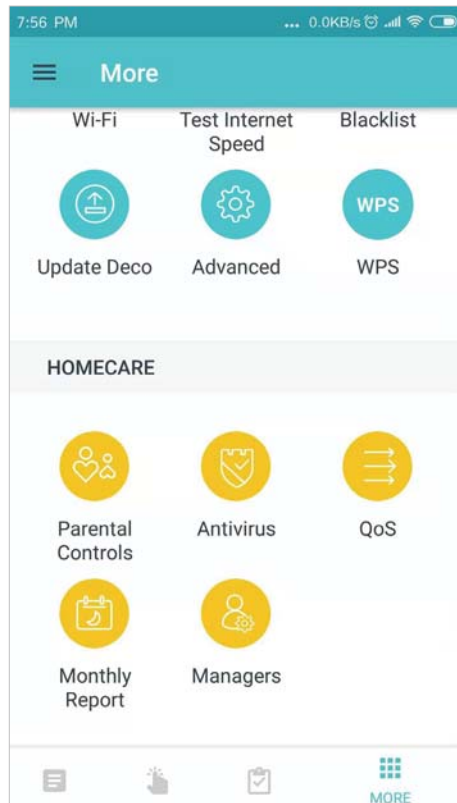 7:56 PM ... 0.0KB/s
More
Wi-Fi Test Internet Speed Blacklist
Update Deco Advanced WPS WPS
HOMECARE
Parental Controls Antivirus QoS
Monthly Report Managers
MORE